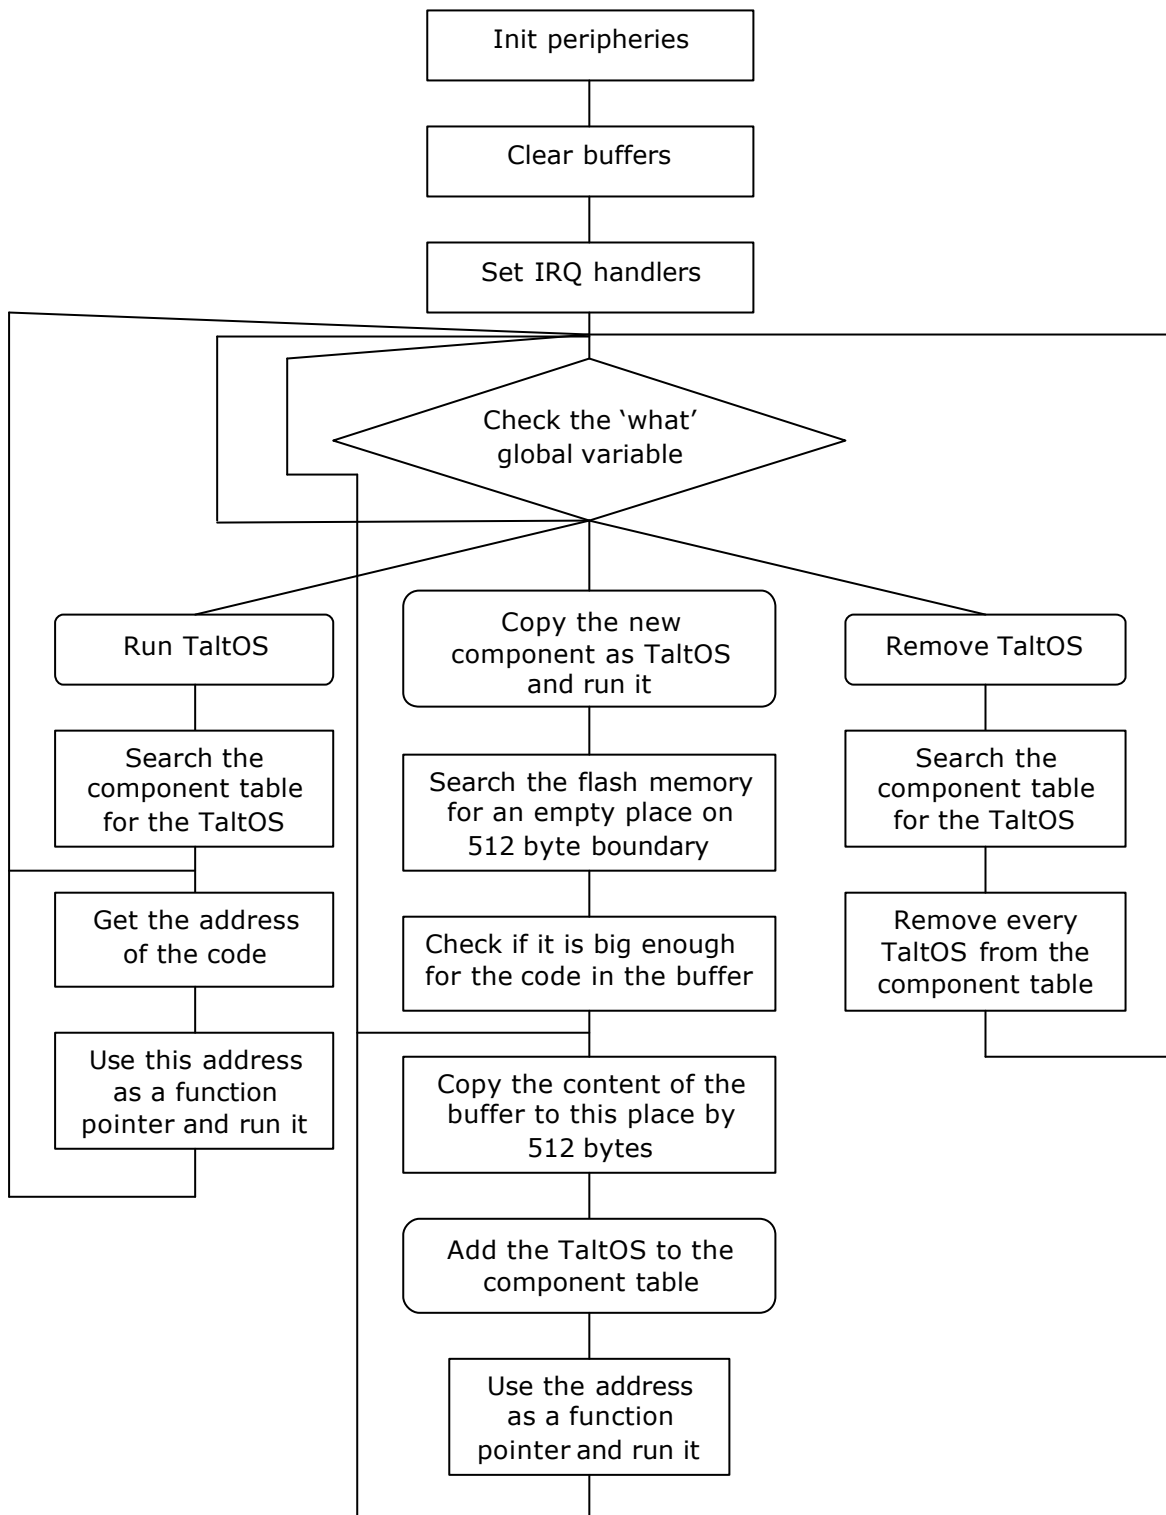 Init peripheries
Clear buffers
Set IRQ handlers
Check the ‘what’
global variable
Run TaltOS
Search the
component table
for the TaltOS
Get the address
of the code
Use this address
as a function
pointer and run it
Copy the new
component as TaltOS
and run it
Search the flash memory
for an empty place on
512 byte boundary
Check if it is big enough
for the code in the buffer
Copy the content of the
buffer to this place by
512 bytes
Add the TaltOS to the
component table
Use the address
as a function
pointer and run it
Remove TaltOS
Search the
component table
for the TaltOS
Remove every
TaltOS from the
component table